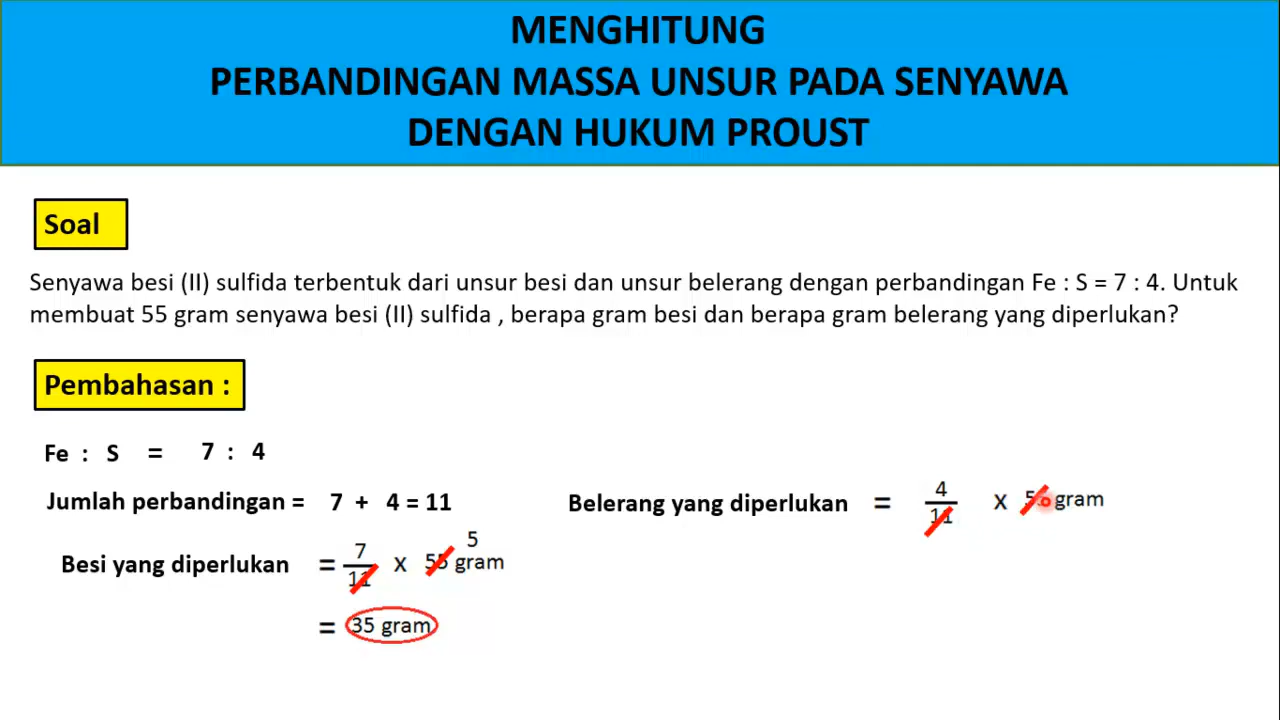 MENGHITUNG
PERBANDINGAN MASSA UNSUR PADA SENYAWA
DENGAN HUKUM PROUST
Soal
Senyawa besi (II) sulfida terbentuk dari unsur besi dan unsur belerang dengan perbandingan Fe : S = 7 : 4. Untuk
membuat 55 gram senyawa besi (II) sulfida , berapa gram besi dan berapa gram belerang yang diperlukan?
Pembahasan :
Fe : S = 7 : 4
Jumlah perbandingan = 7 + 4 = 11
Besi yang diperlukan = 7/11 x 55 gram 5
= 35 gram
Belerang yang diperlukan = 4/11 x 55 gram